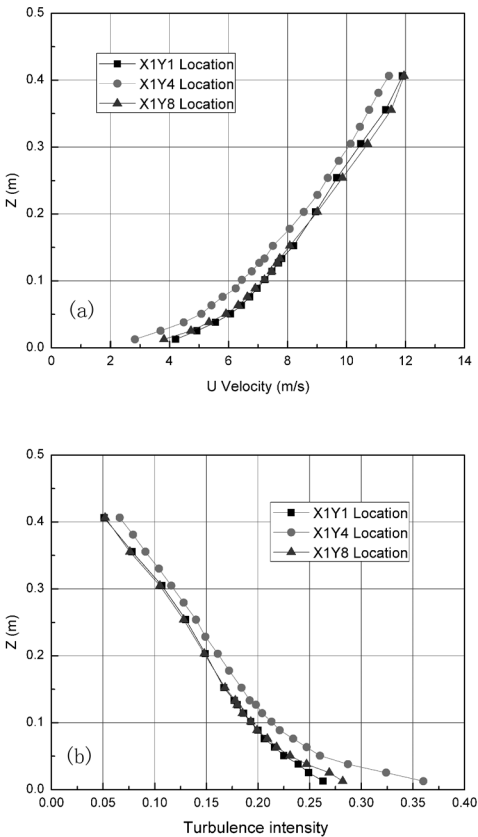 0.5
0.4
0.3
0.2
0.1
0.0
Z (m)
X1Y1 Location
X1Y4 Location
X1Y8 Location
(a)
0 2 4 6 8 10 12 14
U Velocity (m/s)
0.5
0.4
0.3
0.2
0.1
0.0
Z (m)
X1Y1 Location
X1Y4 Location
X1Y8 Location
(b)
0.00 0.05 0.10 0.15 0.20 0.25 0.30 0.35 0.40
Turbulence intensity